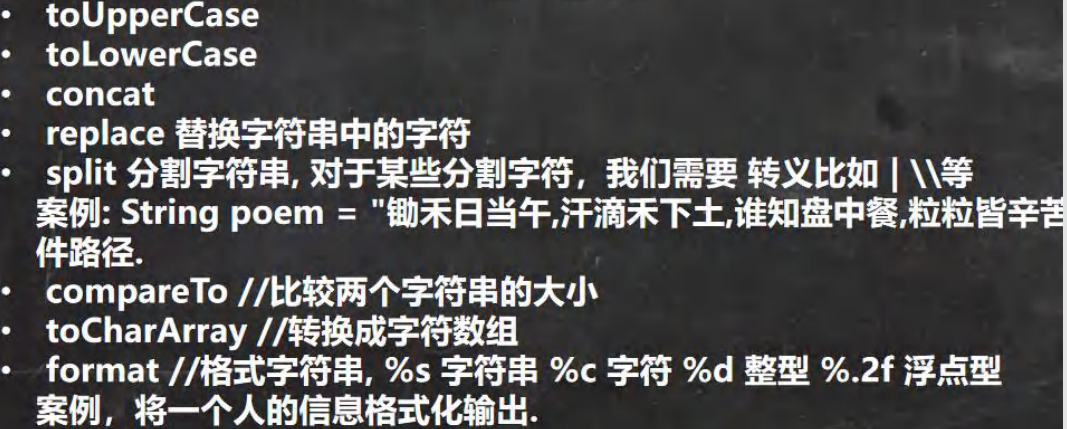 • toUpperCase
• toLowerCase
• concat
• replace 替换字符串中的字符
• split 分割字符串, 对于某些分割字符，我们需要 转义比如 | \\等
案例: String poem = "锄禾日当午,汗滴禾下土,谁知盘中餐,粒粒皆辛苦
件路径.
• compareTo //比较两个字符串的大小
• toCharArray //转换成字符数组
• format //格式字符串, %s 字符串 %c 字符 %d 整型 %.2f 浮点型
案例，将一个人的信息格式化输出.